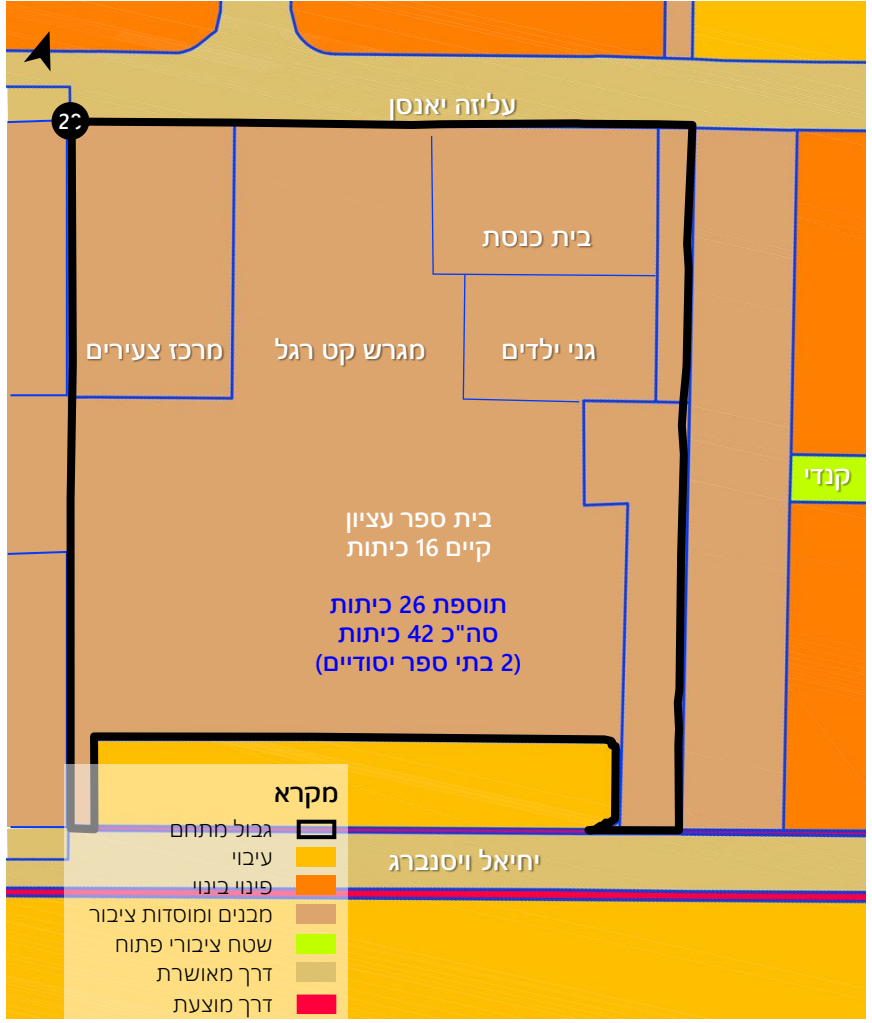 עליזה יאנסן
בית כנסת
מרכז צעירים
מגרש קט רגל
גני ילדים
קנדי
בית ספר עציון
קיים 16 כיתות
תוספת 26 כיתות
סה"כ 42 כיתות
(2 בתי ספר יסודיים)
יחיאל ויסנברג
מקרא
גבול מתחם
עיבוי
פינוי בינוי
מבנים ומוסדות ציבור
שטח ציבורי פתוח
דרך מאושרת
דרך מוצעת